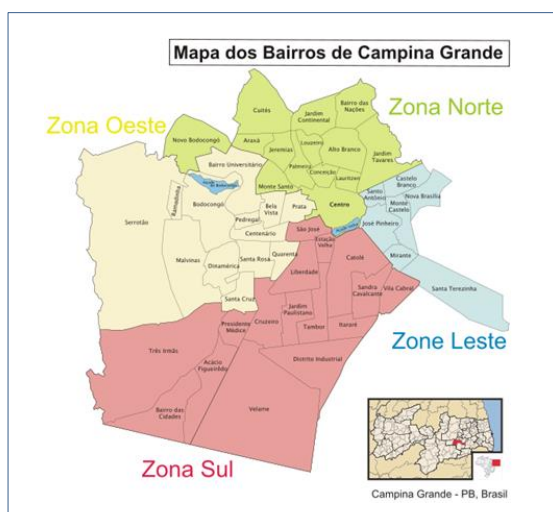 Mapa dos Bairros de Campina Grande
Zona Norte
Zona Oeste
Cuités
Jardim
Continental
Bairro das
Nações
Novo Bodocongó
Araxá
Jeremias
Louzeiro
Alto Branco
Jardim
Tavares
Bairro Universitário
Palmeira
Conceição
Lauritzen
Castelo
Branco
Monte Santo
Santo
Antônio
Nova Brasília
Monte
Castelo
Ramadinha
Bodocongó
Bela
Vista
Prata
Centro
Serrotão
Pedregal
São José
José Pinheiro
Centenário
Estação
Velha
Malvinas
Dinamérica
Santa Rosa
Quarenta
Catolé
Mirante
Liberdade
Sandra
Cavalcante
Vila Cabral
Santa Terezinha
Santa Cruz
Jardim
Paulistano
Presidente
Médice
Cruzeiro
Tambor
Itararé
Zone Leste
Três Irmãs
Acácio
Figueirêdo
Distrito Industrial
Bairro das
Cidades
Velame
Zona Sul
Campina Grande - PB, Brasil